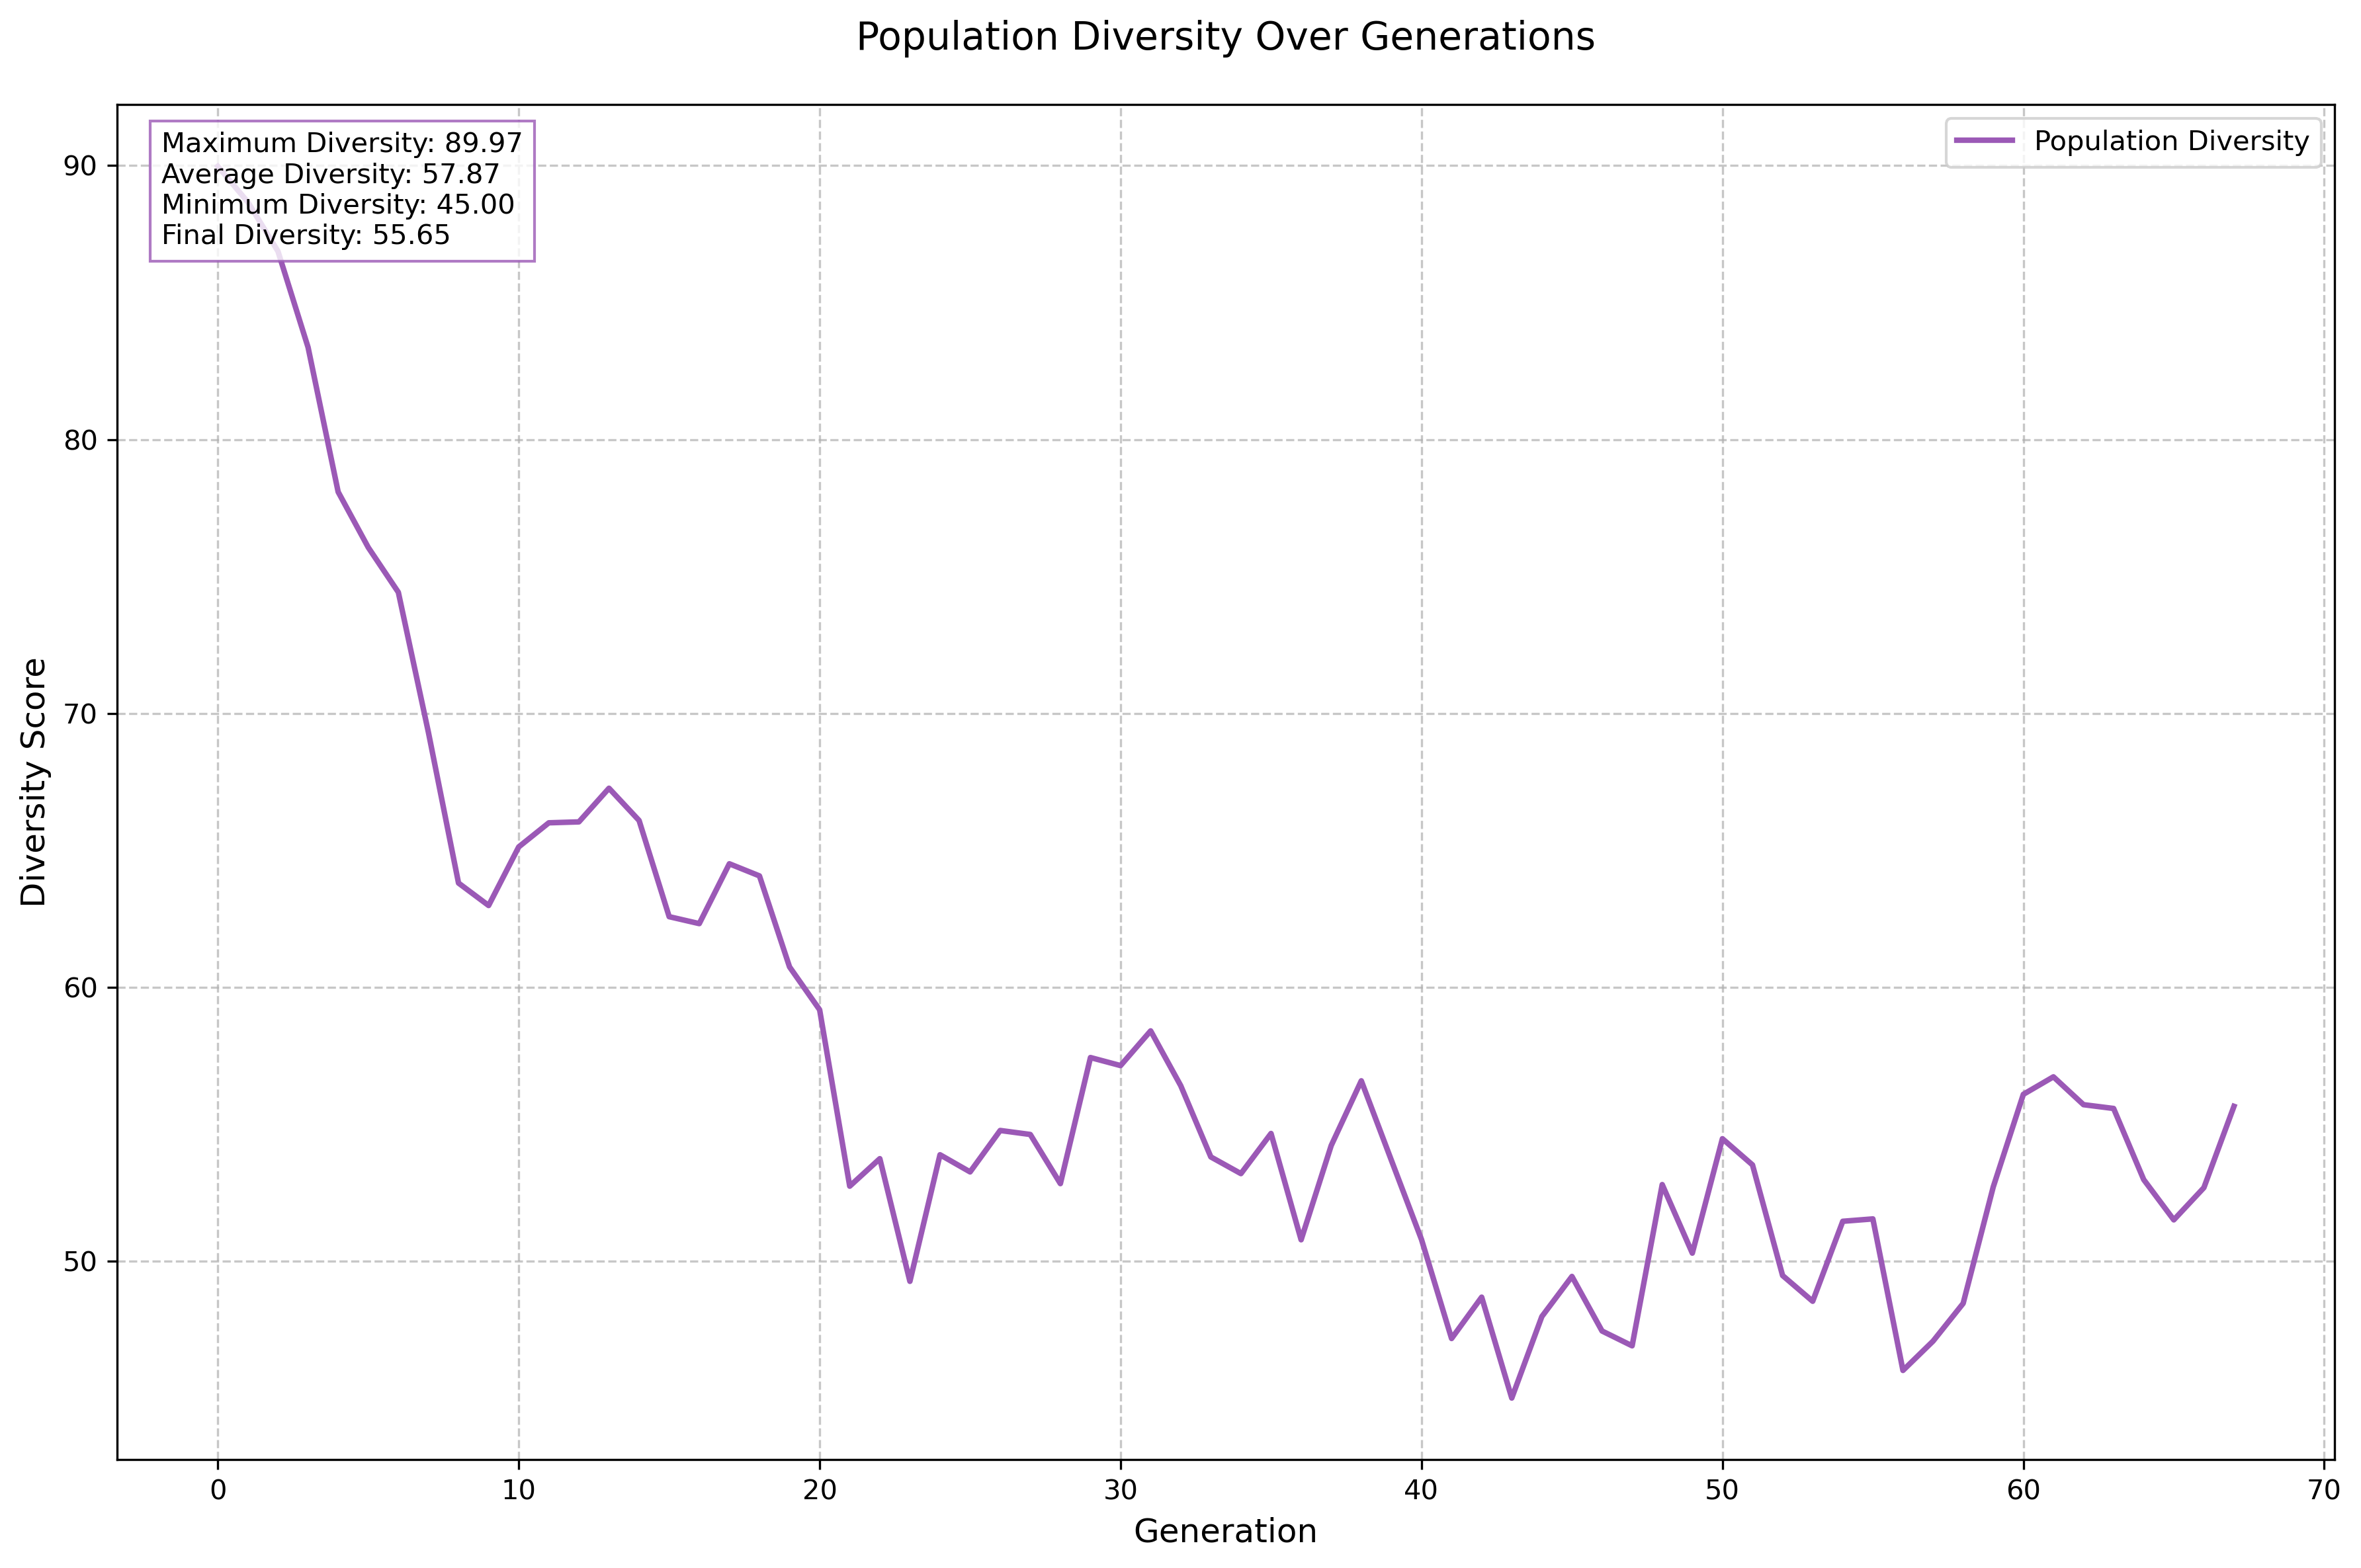 Population Diversity Over Generations
Maximum Diversity: 89.97
Average Diversity: 57.87
Minimum Diversity: 45.00
Final Diversity: 55.65
Population Diversity
90
80
70
60
50
Diversity Score
0 10 20 30 40 50 60 70
Generation